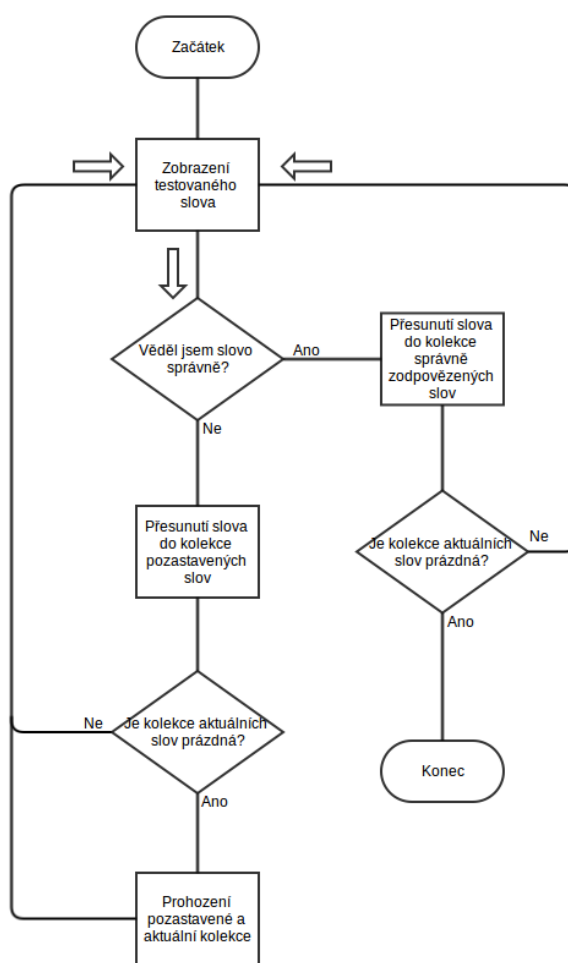 Začátek
Zobrazení
testovaného
slova
Věděl jsem slovo
správně?
Ano
Přesunutí slova
do kolekce
správně
zodpovězených
slov
Ne
Přesunutí slova
do kolekce
pozastavených
slov
Je kolekce aktuálních
slov prázdná?
Ne
Ano
Konec
Je kolekce aktuálních
slov prázdná?
Ne
Ano
Prohození
pozastavené a
aktuální kolekce